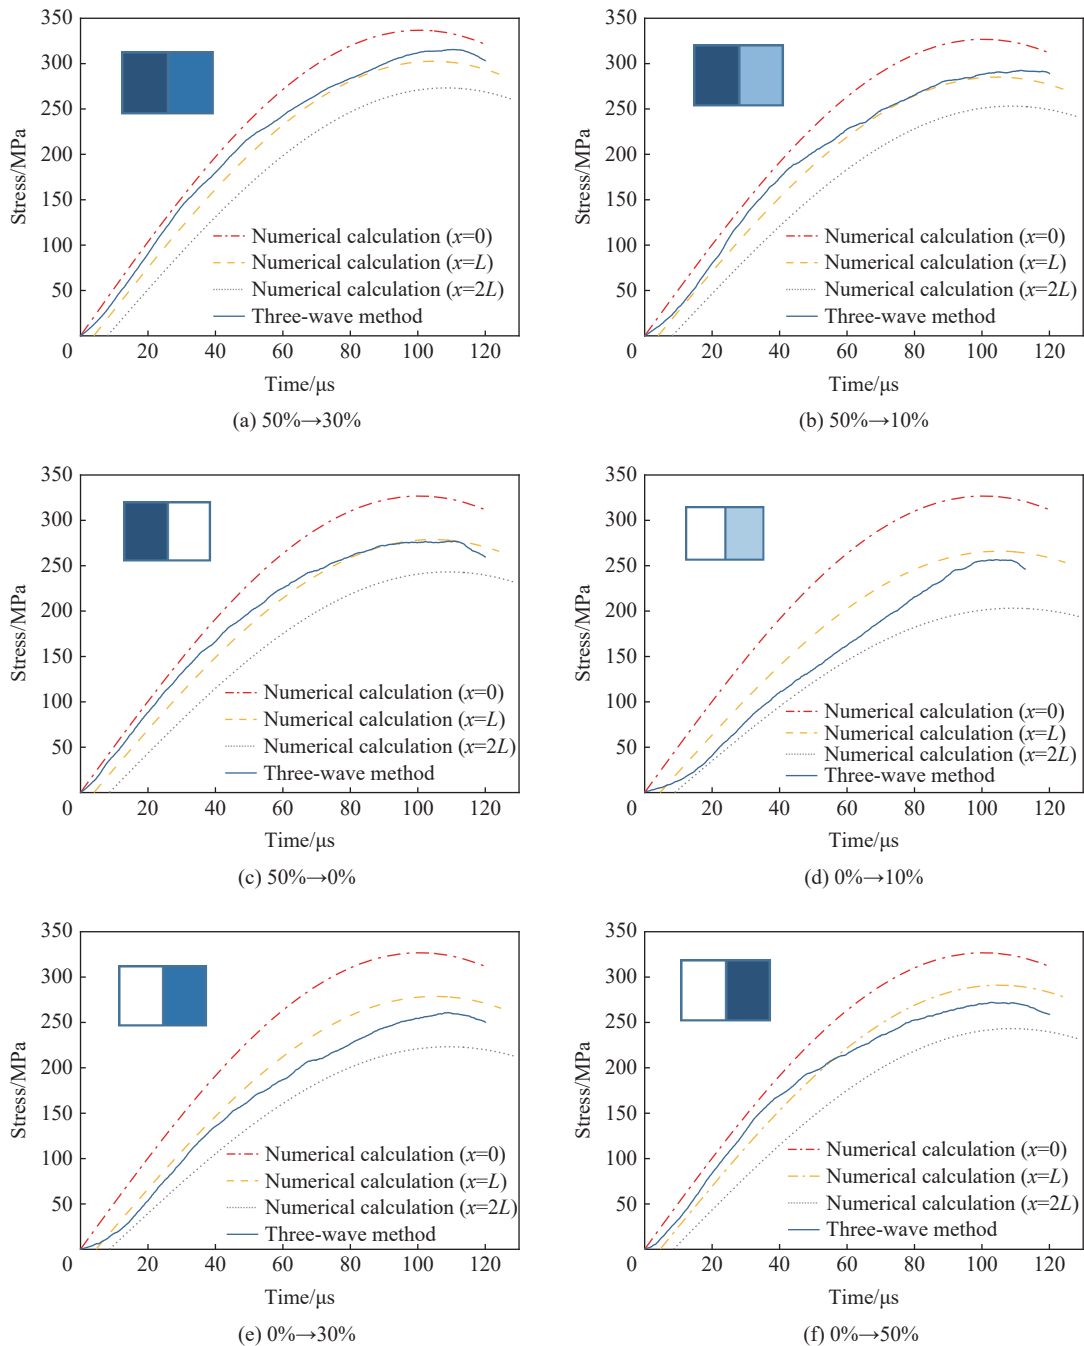 350
300
250
200
150
100
50
0
20
40
60
80
100
120
Stress/MPa
Time/μs
Numerical calculation (x=0)
Numerical calculation (x=L)
Numerical calculation (x=2L)
Three-wave method
(a) 50%→30%
350
300
250
200
150
100
50
0
20
40
60
80
100
120
Stress/MPa
Time/μs
Numerical calculation (x=0)
Numerical calculation (x=L)
Numerical calculation (x=2L)
Three-wave method
(b) 50%→10%
350
300
250
200
150
100
50
0
20
40
60
80
100
120
Stress/MPa
Time/μs
Numerical calculation (x=0)
Numerical calculation (x=L)
Numerical calculation (x=2L)
Three-wave method
(c) 50%→0%
350
300
250
200
150
100
50
0
20
40
60
80
100
120
Stress/MPa
Time/μs
Numerical calculation (x=0)
Numerical calculation (x=L)
Numerical calculation (x=2L)
Three-wave method
(d) 0%→10%
350
300
250
200
150
100
50
0
20
40
60
80
100
120
Stress/MPa
Time/μs
Numerical calculation (x=0)
Numerical calculation (x=L)
Numerical calculation (x=2L)
Three-wave method
(e) 0%→30%
350
300
250
200
150
100
50
0
20
40
60
80
100
120
Stress/MPa
Time/μs
Numerical calculation (x=0)
Numerical calculation (x=L)
Numerical calculation (x=2L)
Three-wave method
(f) 0%→50%